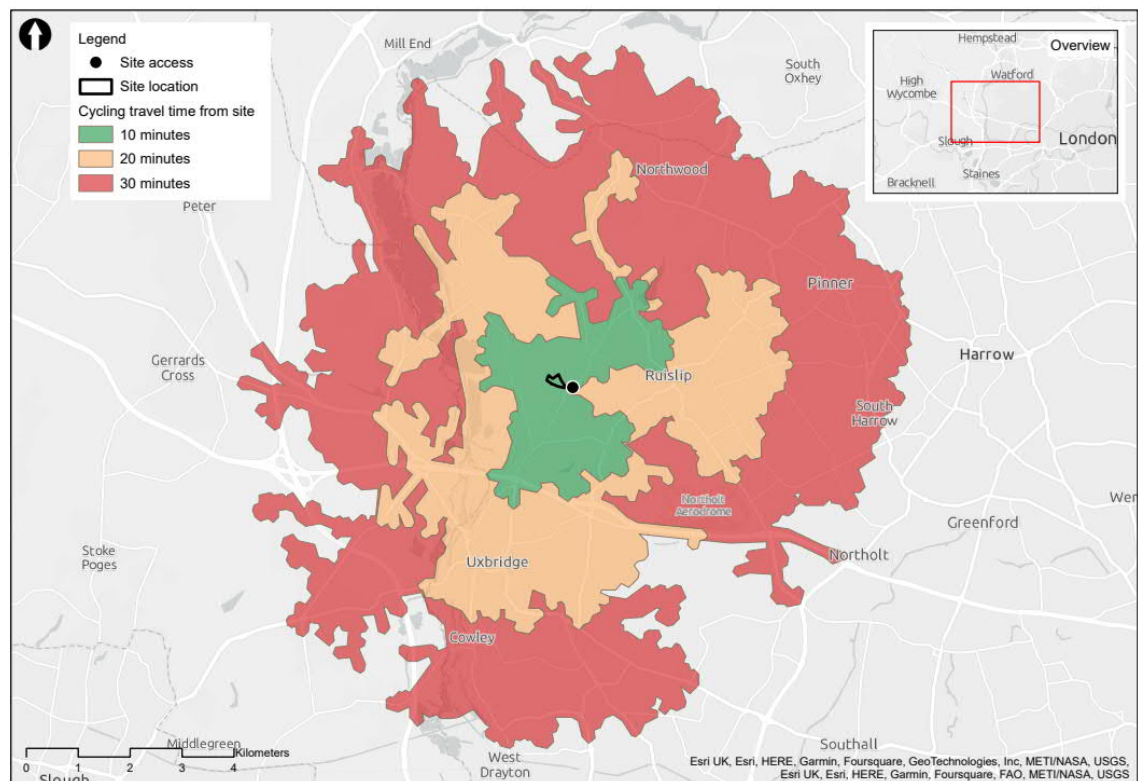 Legend
Site access
Site location
Cycling travel time from site
10 minutes
20 minutes
30 minutes
Overview
Hempstead
Watford
High
Wycombe
London
Slough
Staines
Bracknell
Mill End
South
Oxhey
Northwood
Peter
Pinner
Gerrards
Cross
Harrow
Ruislip
South
Harrow
Northolt
Aerodrome
Wer
Greenford
Northolt
Stoke
Poges
Uxbridge
Cowley
Middlegreen
Southall
West
Drayton
Slough
0 1 2 3 4
Kilometers
Esri UK, Esri, HERE, Garmin, Foursquare, GeoTechnologies, Inc, METI/NASA, USGS,
Esri UK, Esri, HERE, Garmin, Foursquare, FAO, METI/NASA, USGS